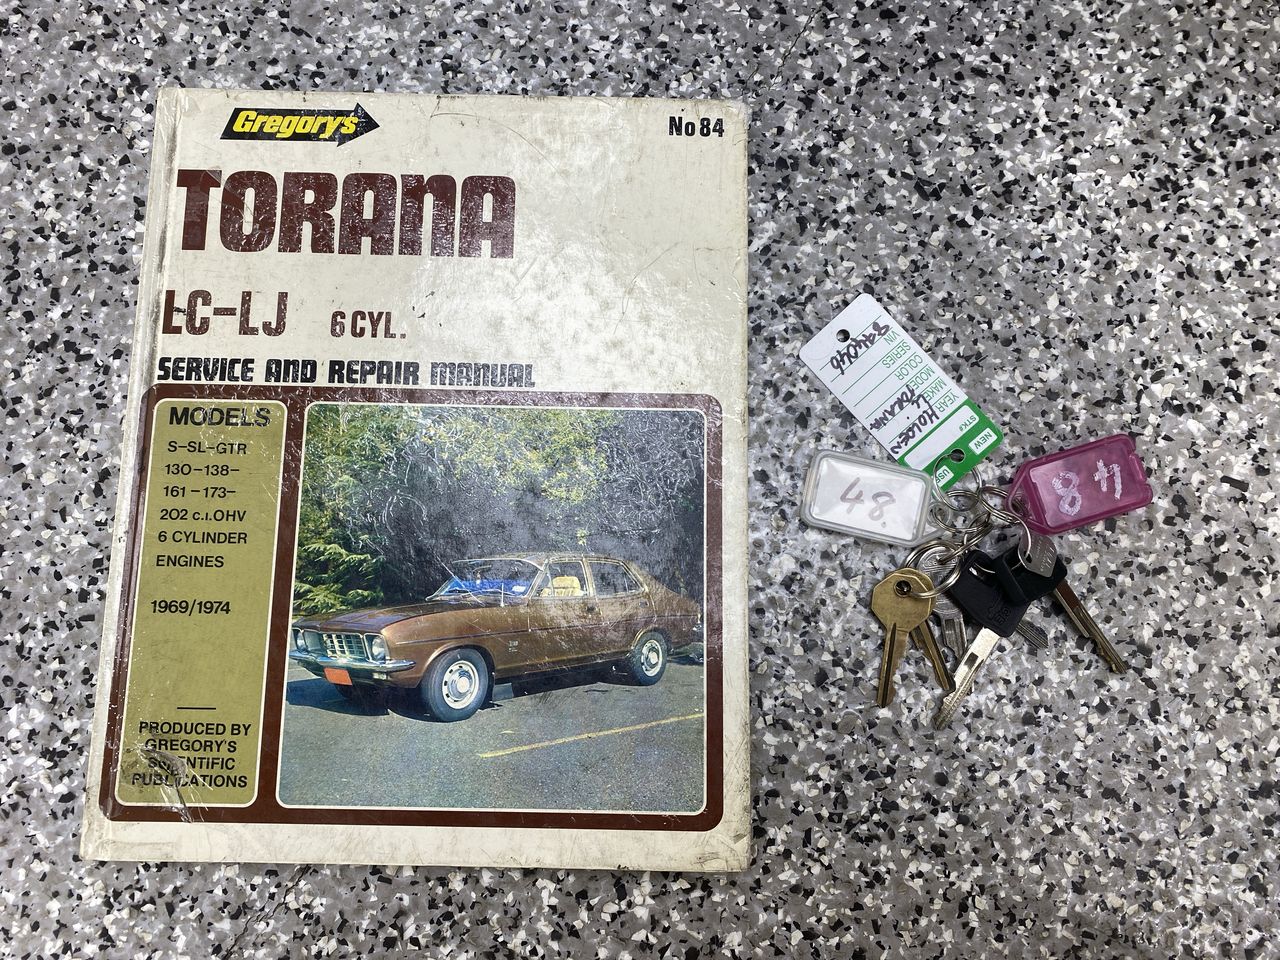 Gregory's
No 84
TORANA
LC-LJ 6 CYL.
SERVICE AND REPAIR MANUAL
MODELS
S-SL-GTR
130-138-
161-173-
202 c.i.OHV
6 CYLINDER
ENGINES
1969/1974
PRODUCED BY
GREGORY'S
SCIENTIFIC
PUBLICATIONS
NEW
STK#
YEAR
MAKE HOLDEN
MODEL TORANA
COLOR
SERIES
VIN
48.